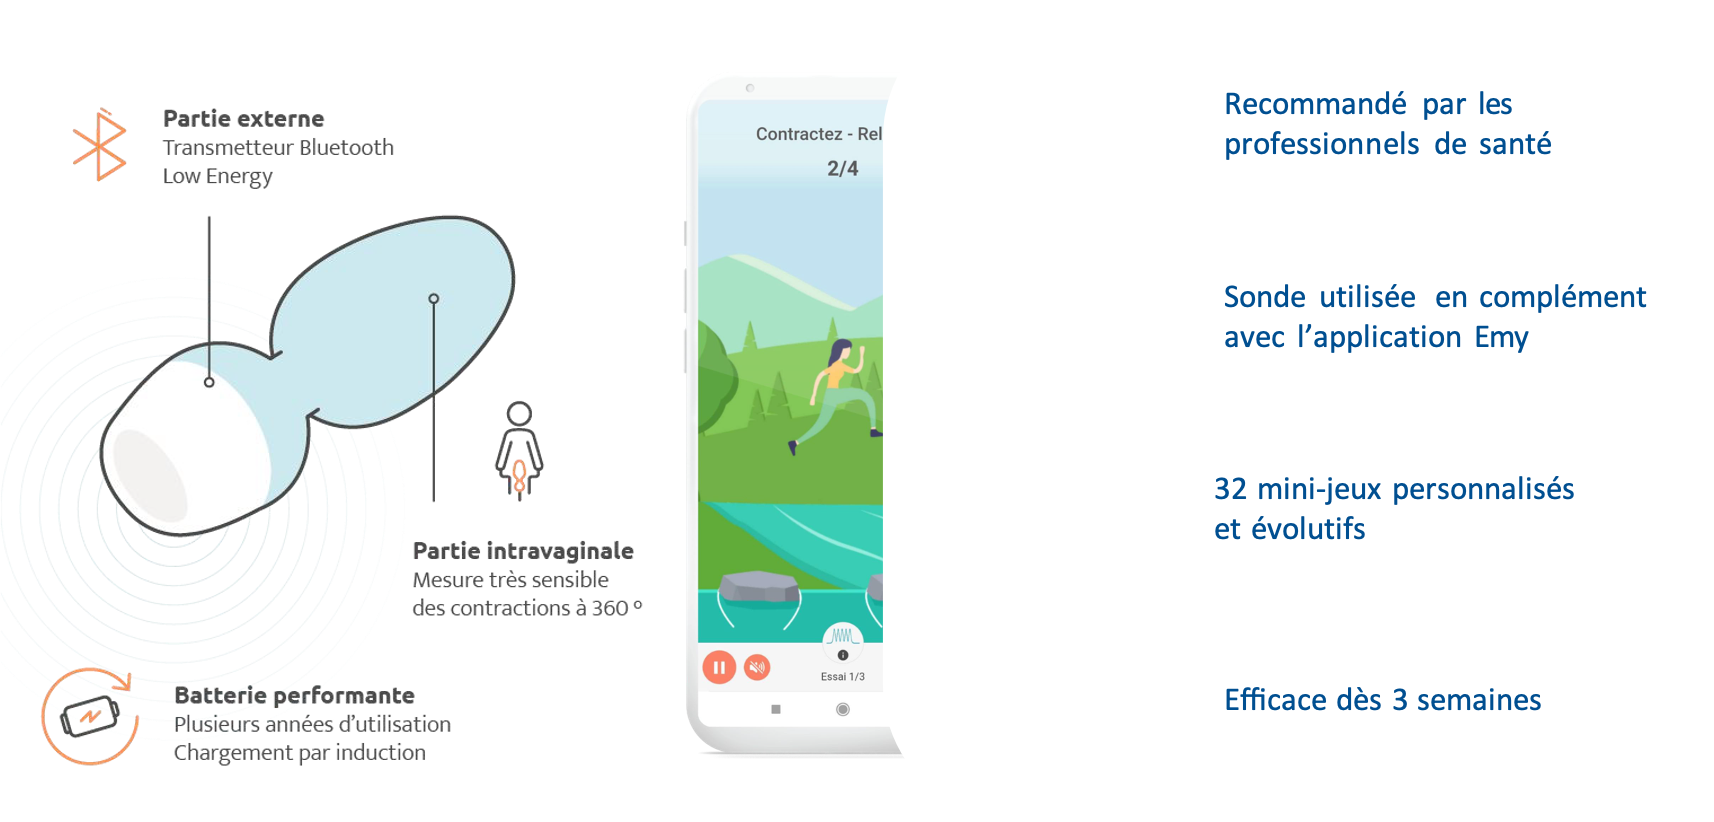 Partie externe
Transmetteur Bluetooth
Low Energy
Partie intravaginale
Mesure très sensible
des contractions à 360 °
Batterie performante
Plusieurs années d’utilisation
Chargement par induction
Contractez - Rel
2/4
Essai 1/3
Recommandé par les
professionnels de santé
Sonde utilisée en complément
avec l’application Emy
32 mini-jeux personnalisés
et évolutifs
Efficace dès 3 semaines